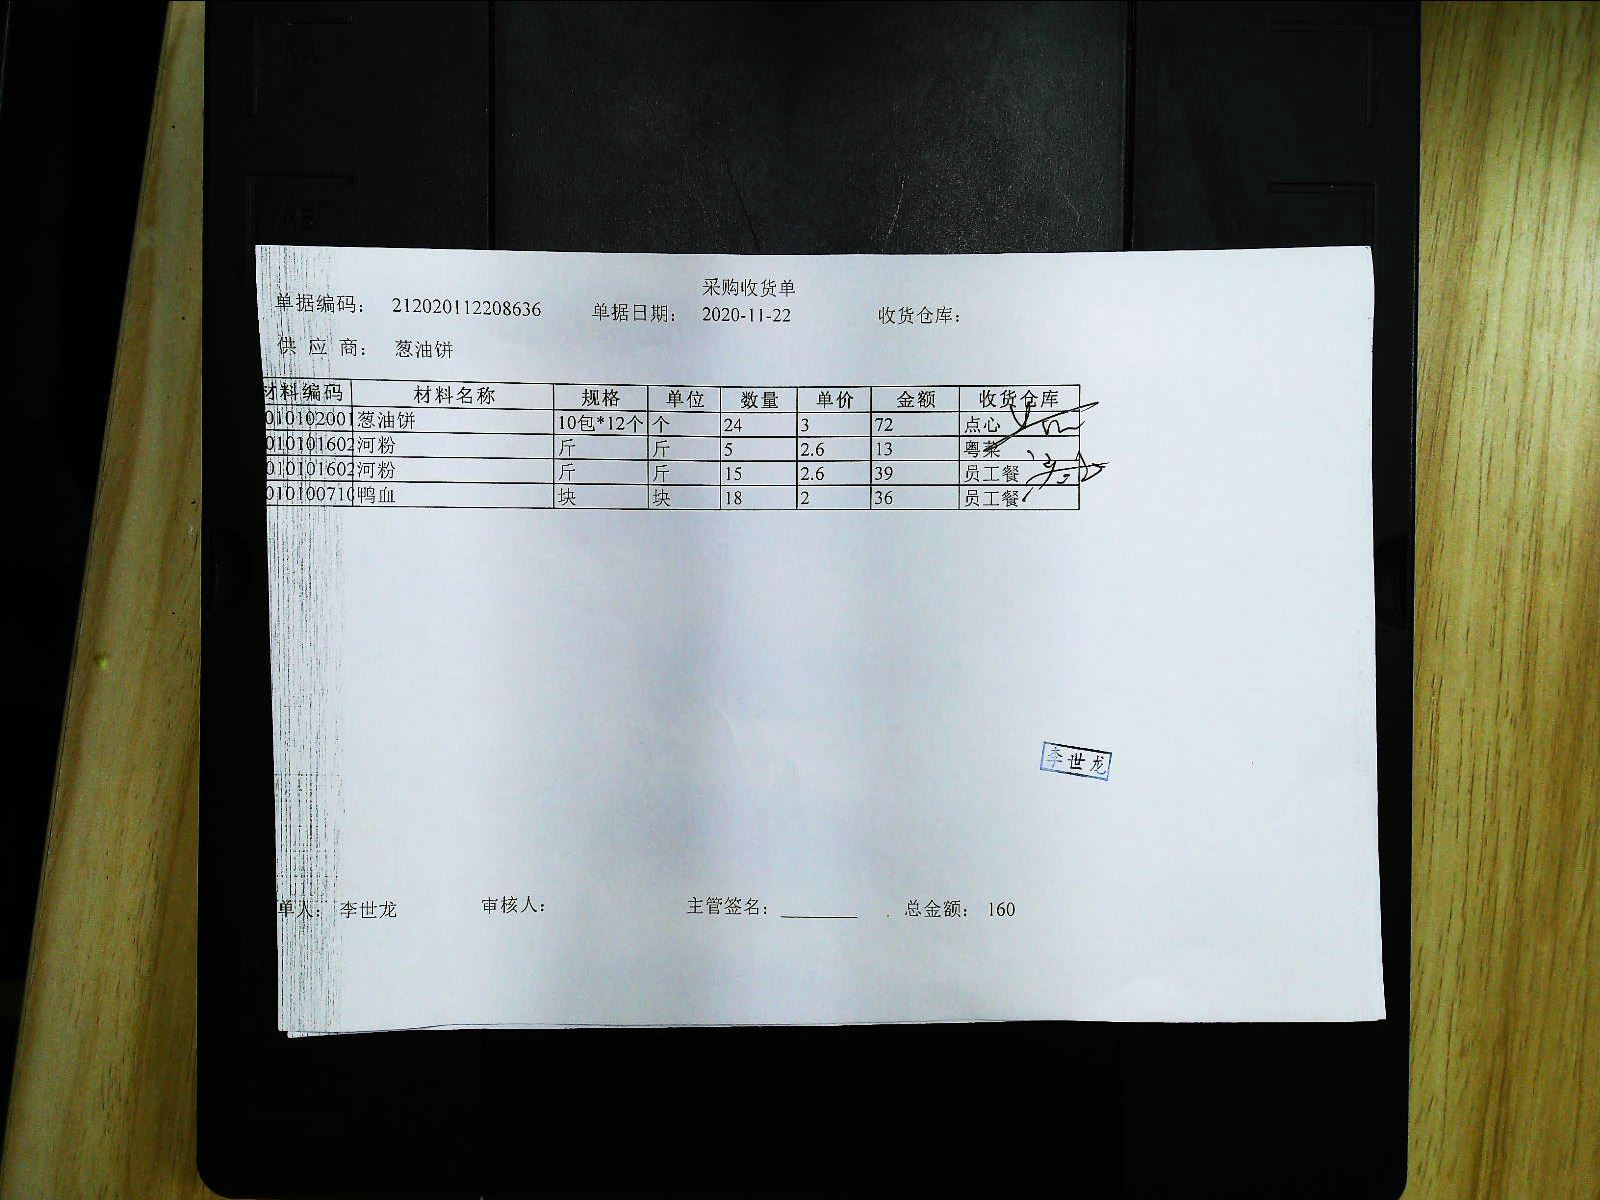 采购收货单
单据编码： 212020112208636 单据日期： 2020-11-22 收货仓库：
供 应 商： 葱油饼
材料编码 材料名称 规格 单位 数量 单价 金额 收货仓库
010102001 葱油饼 10包*12个 个 24 3 72 点心
010101602 河粉 斤 斤 5 2.6 13 粤菜
010101602 河粉 斤 斤 15 2.6 39 员工餐
010100710 鸭血 块 块 18 2 36 员工餐
李世龙
单人： 李世龙 审核人： 主管签名： 总金额： 160